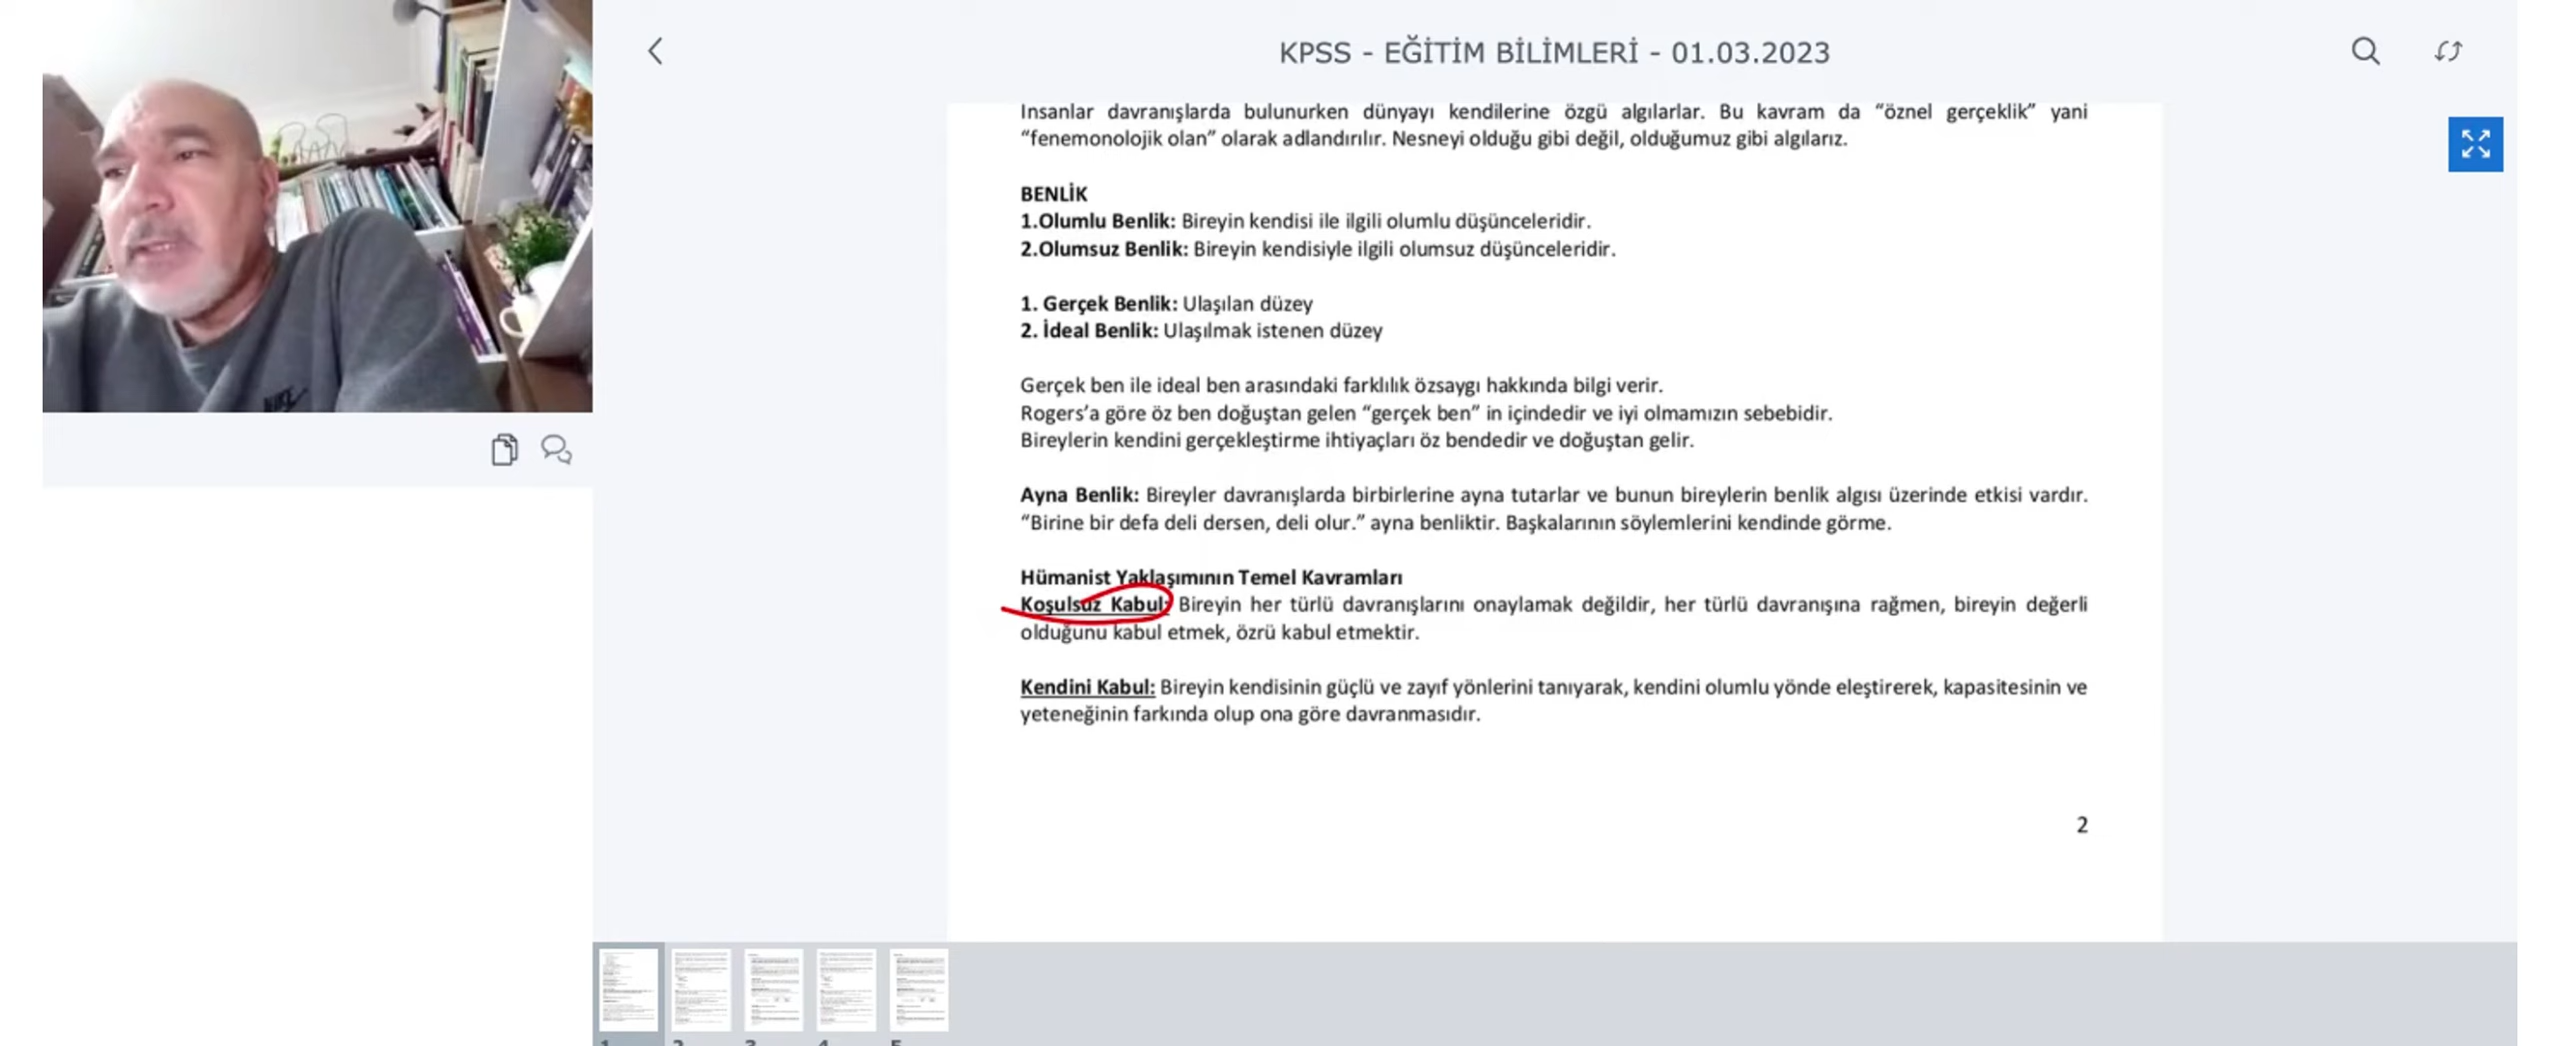 KPSS - EĞİTİM BİLİMLERİ - 01.03.2023
İnsanlar davranışlarda bulunurken dünyayı kendilerine özgü algılarlar. Bu kavram da “öznel gerçeklik” yani
“fenemonolojik olan” olarak adlandırılır. Nesneyi olduğu gibi değil, olduğumuz gibi algılarız.
BENLİK
1.Olumlu Benlik: Bireyin kendisi ile ilgili olumlu düşünceleridir.
2.Olumsuz Benlik: Bireyin kendisiyle ilgili olumsuz düşünceleridir.
1. Gerçek Benlik: Ulaşılan düzey
2. İdeal Benlik: Ulaşılmak istenen düzey
Gerçek ben ile ideal ben arasındaki farklılık özsaygı hakkında bilgi verir.
Rogers’a göre öz ben doğuştan gelen “gerçek ben” in içindedir ve iyi olmamızın sebebidir.
Bireylerin kendini gerçekleştirme ihtiyaçları öz bendedir ve doğuştan gelir.
Ayna Benlik: Bireyler davranışlarda birbirlerine ayna tutarlar ve bunun bireylerin benlik algısı üzerinde etkisi vardır.
“Birine bir defa deli dersen, deli olur.” ayna benliktir. Başkalarının söylemlerini kendinde görme.
Hümanist Yaklaşımının Temel Kavramları
Koşulsuz Kabul: Bireyin her türlü davranışlarını onaylamak değildir, her türlü davranışına rağmen, bireyin değerli
olduğunu kabul etmek, özrü kabul etmektir.
Kendini Kabul: Bireyin kendisinin güçlü ve zayıf yönlerini tanıyarak, kendini olumlu yönde eleştirerek, kapasitesinin ve
yeteneğinin farkında olup ona göre davranmasıdır.
2
NIKE
1 2 3 4 5